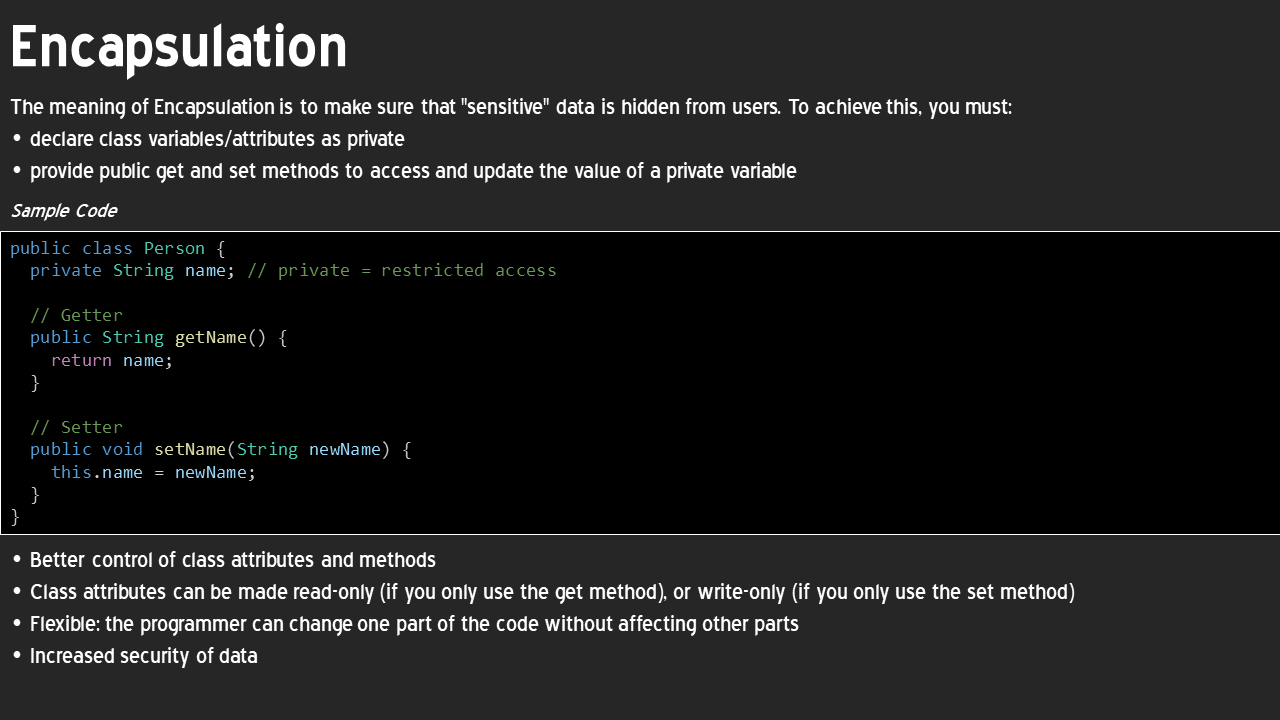 Encapsulation
The meaning of Encapsulation is to make sure that "sensitive" data is hidden from users. To achieve this, you must:
• declare class variables/attributes as private
• provide public get and set methods to access and update the value of a private variable
Sample Code
public class Person {
  private String name; // private = restricted access

  // Getter
  public String getName() {
    return name;
  }

  // Setter
  public void setName(String newName) {
    this.name = newName;
  }
}
• Better control of class attributes and methods
• Class attributes can be made read-only (if you only use the get method), or write-only (if you only use the set method)
• Flexible: the programmer can change one part of the code without affecting other parts
• Increased security of data